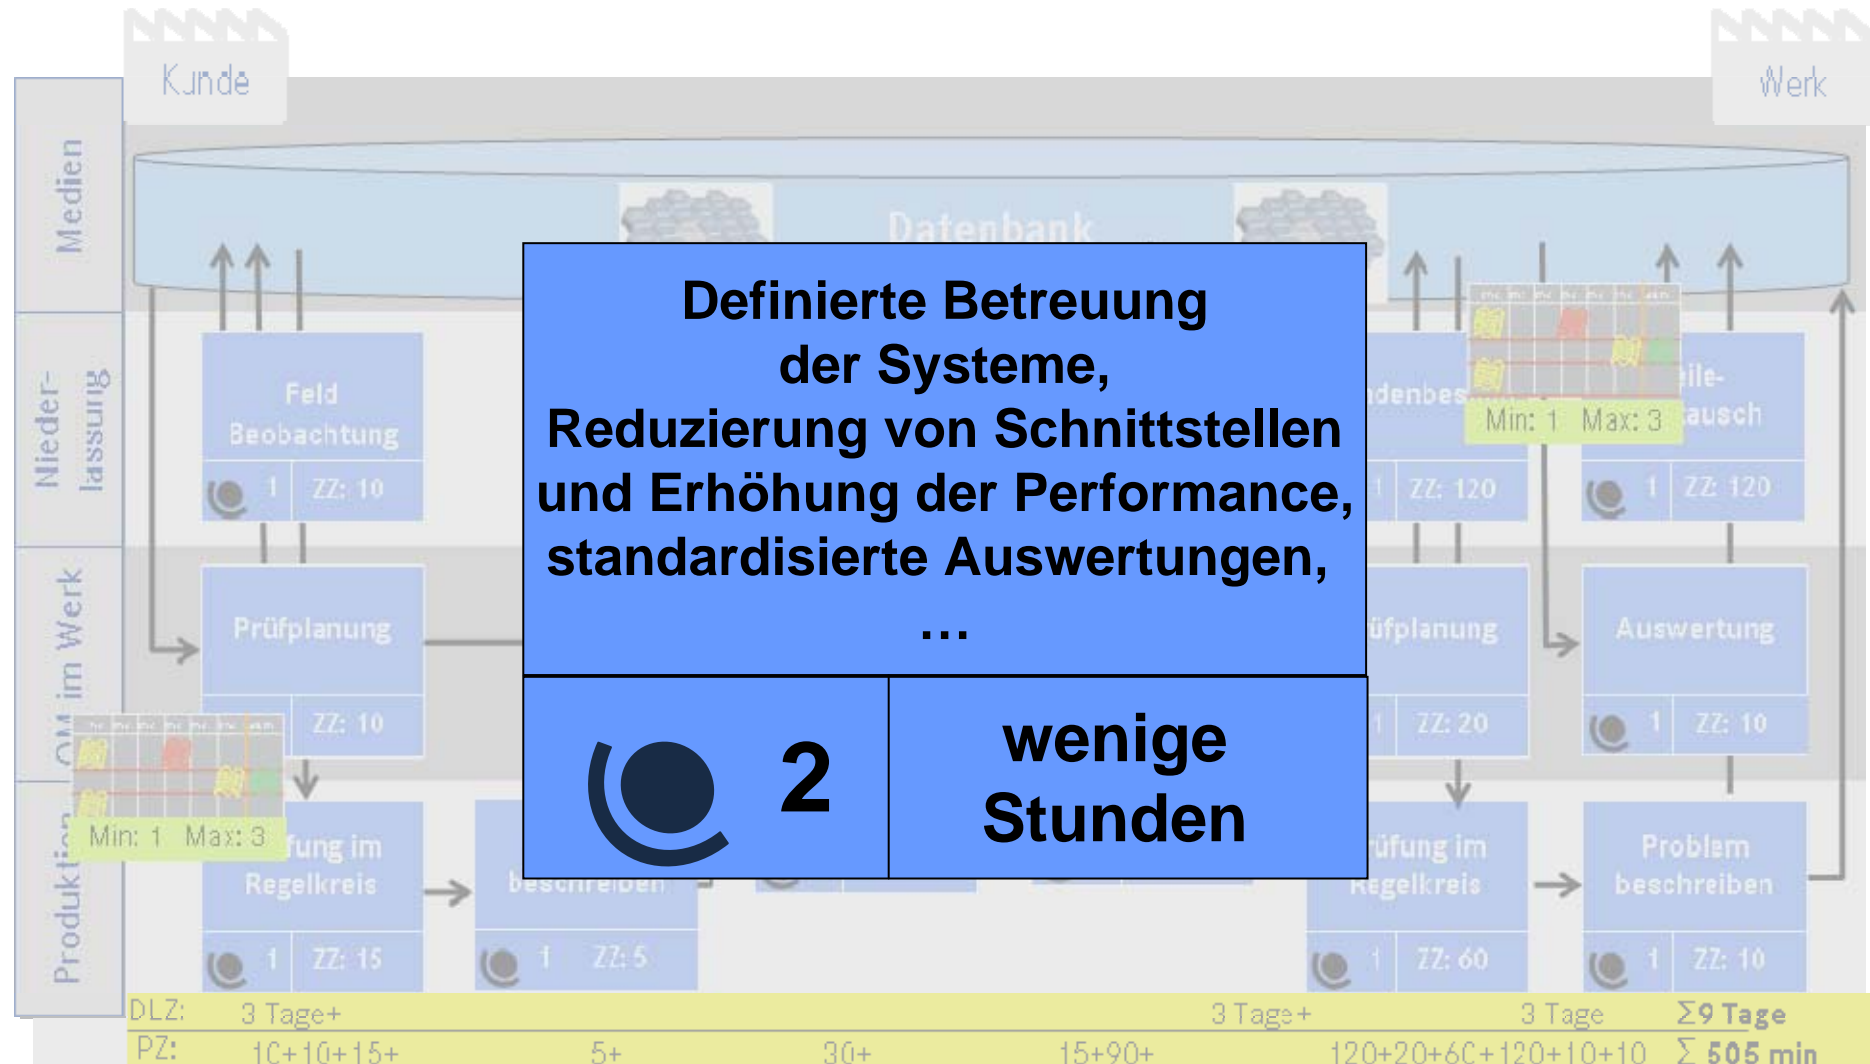 Kunde
Werk
Medien
Datenbank
Definierte Betreuung
der Systeme,
Reduzierung von Schnittstellen
und Erhöhung der Performance,
standardisierte Auswertungen,
…
2
wenige
Stunden
Nieder-
lassung
Feld
Beobachtung
1 ZZ: 10
Min: 1 Max: 3
1 ZZ: 120
1 ZZ: 120
QM im Werk
Prüfplanung
ZZ: 10
Auswertung
1 ZZ: 20
1 ZZ: 10
Produktion
Min: 1 Max: 3
Regelkreis
1 ZZ: 15
beschreiben
1 ZZ: 5
Regelkreis
1 ZZ: 60
Problem
beschreiben
1 ZZ: 10
DLZ: 3 Tage+ 3 Tage+ 3 Tage Σ9 Tage
PZ: 10+10+15+ 5+ 30+ 15+90+ 120+20+60+120+10+10 Σ 505 min